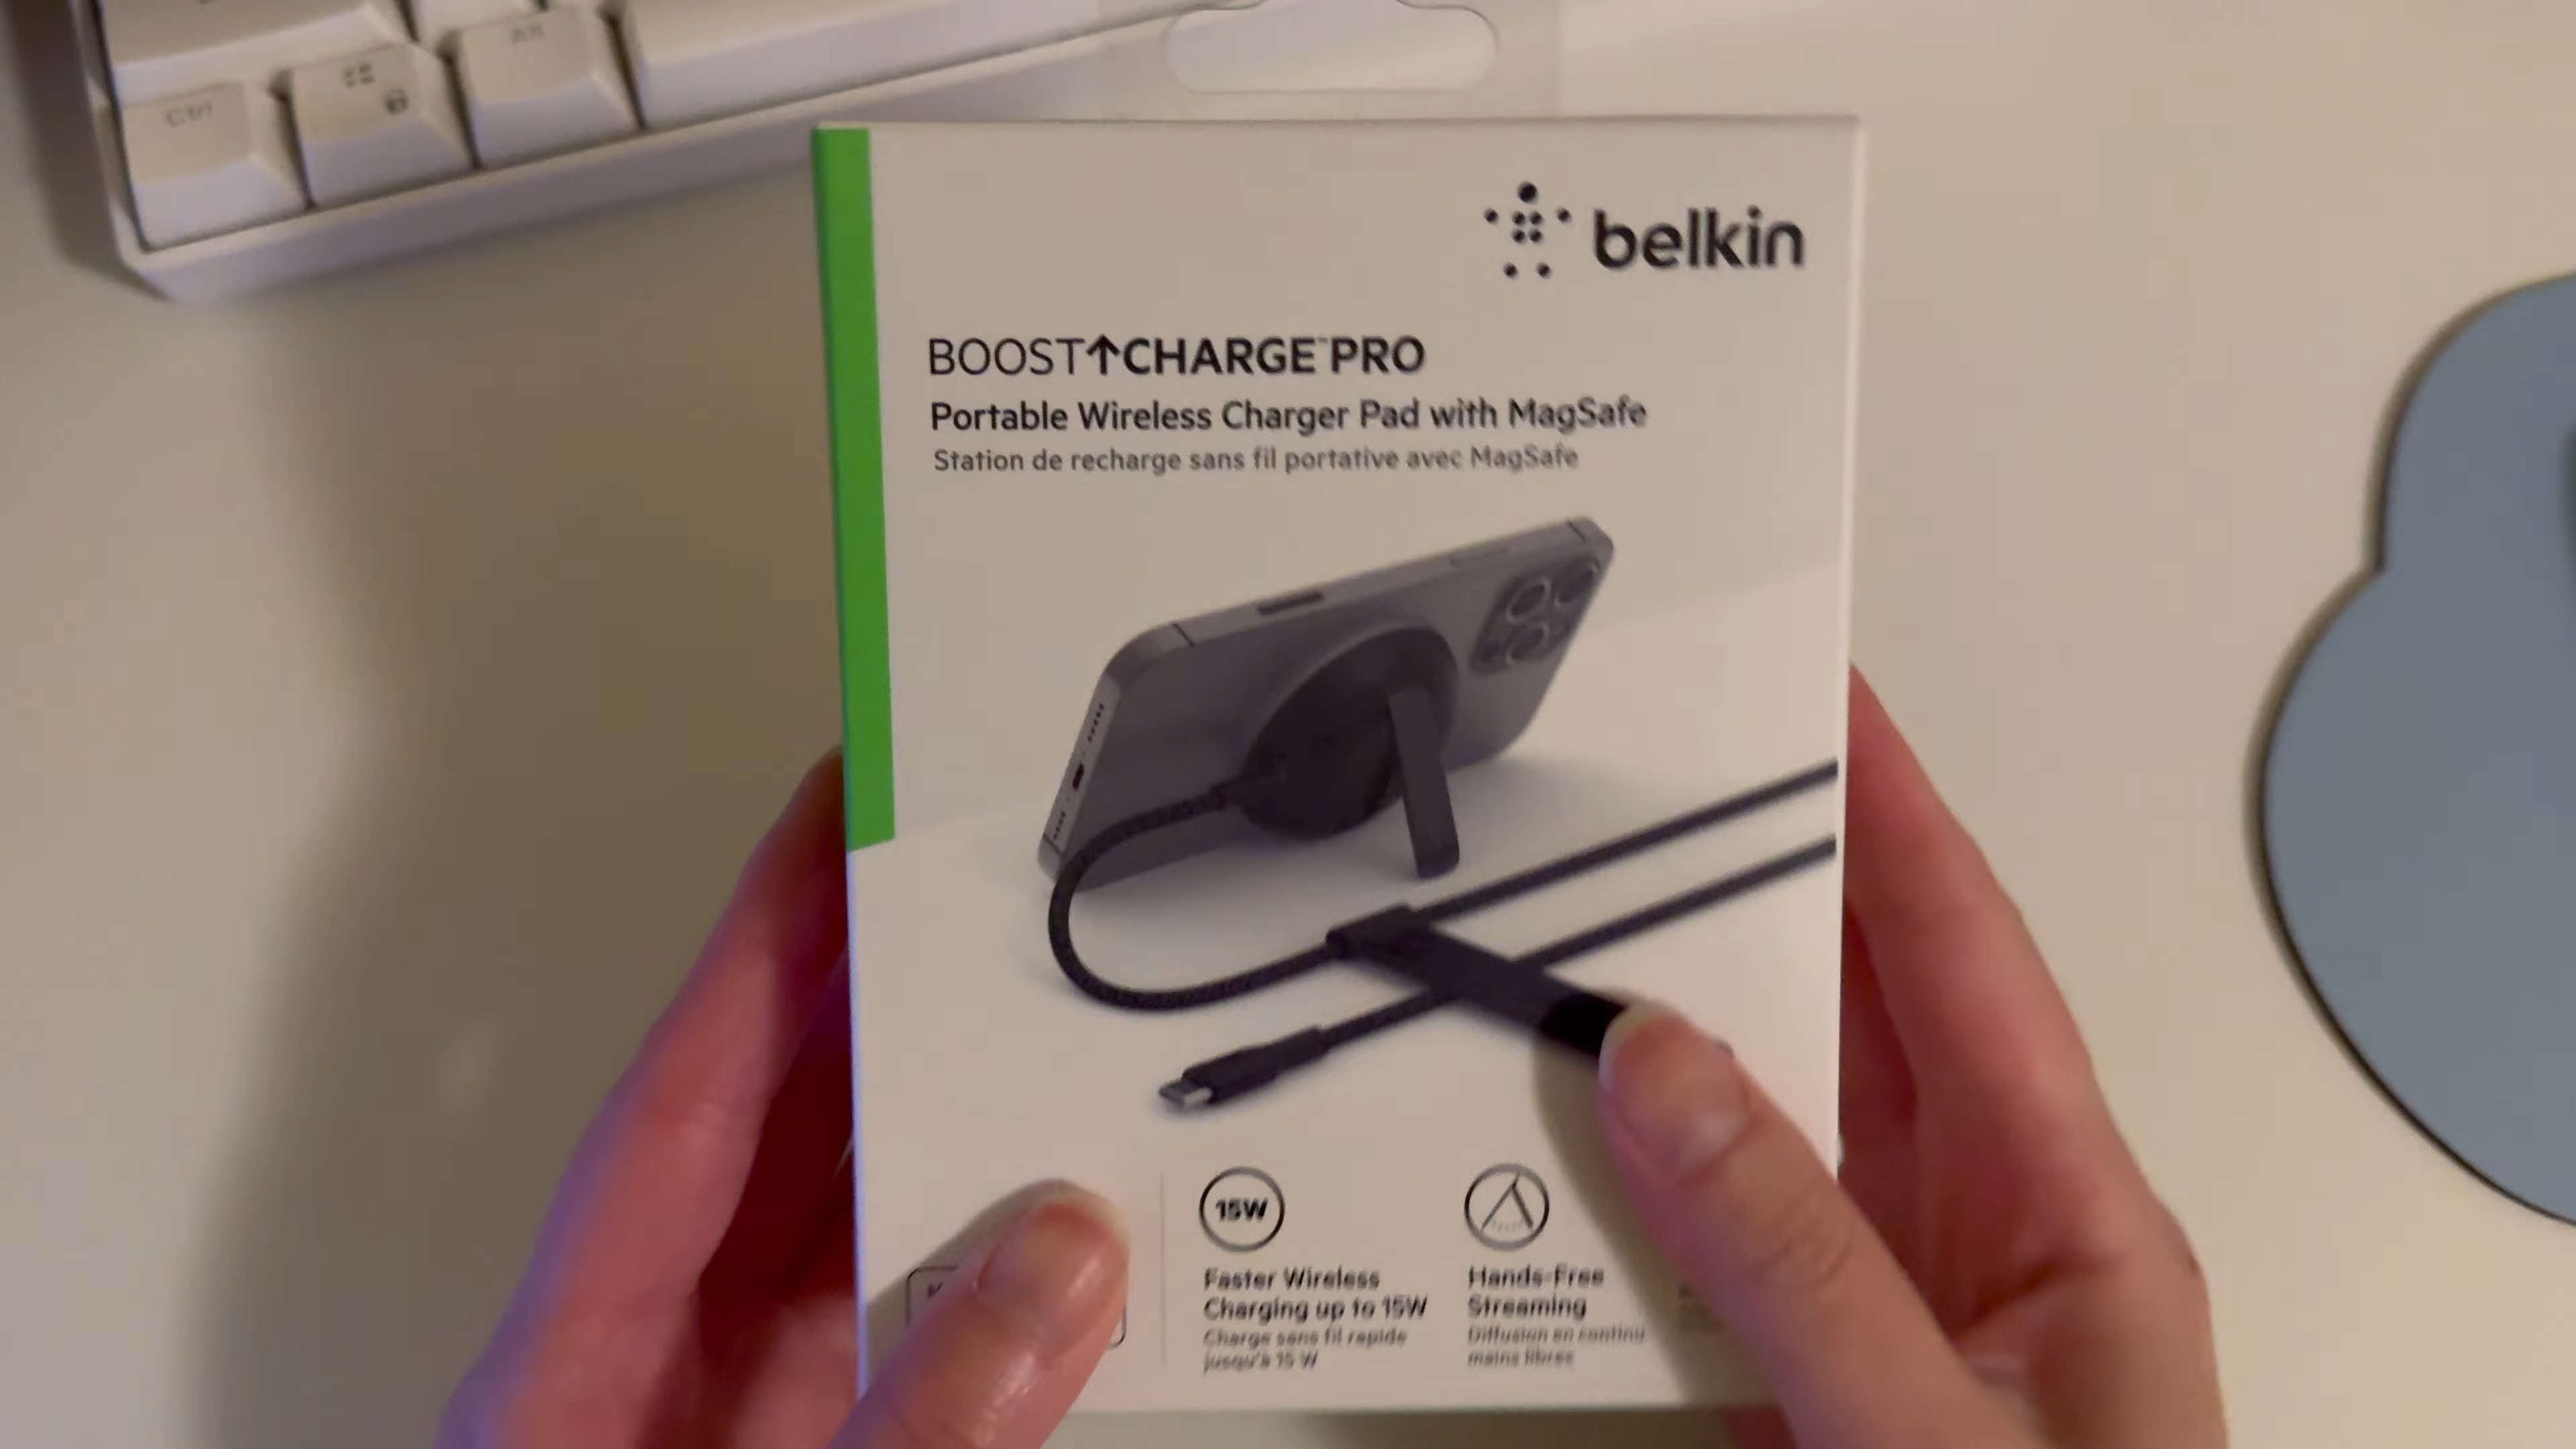 Ctrl
Alt
belkin
BOOST↑CHARGE™PRO
Portable Wireless Charger Pad with MagSafe
Station de recharge sans fil portative avec MagSafe
15W
Faster Wireless
Charging up to 15W
Charge sans fil rapide
jusqu'à 15 W
Hands-Free
Streaming
Diffusion en continu
mains libres